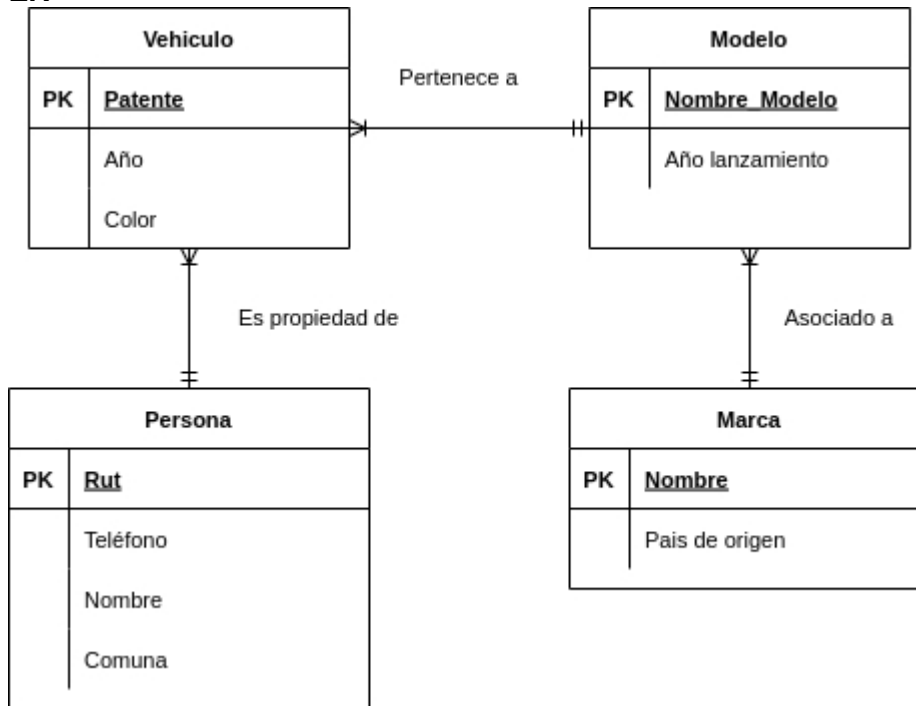 Vehiculo
PK Patente
Año
Color
Pertenece a
Modelo
PK Nombre_Modelo
Año lanzamiento
Es propiedad de
Asociado a
Persona
PK Rut
Teléfono
Nombre
Comuna
Marca
PK Nombre
Pais de origen